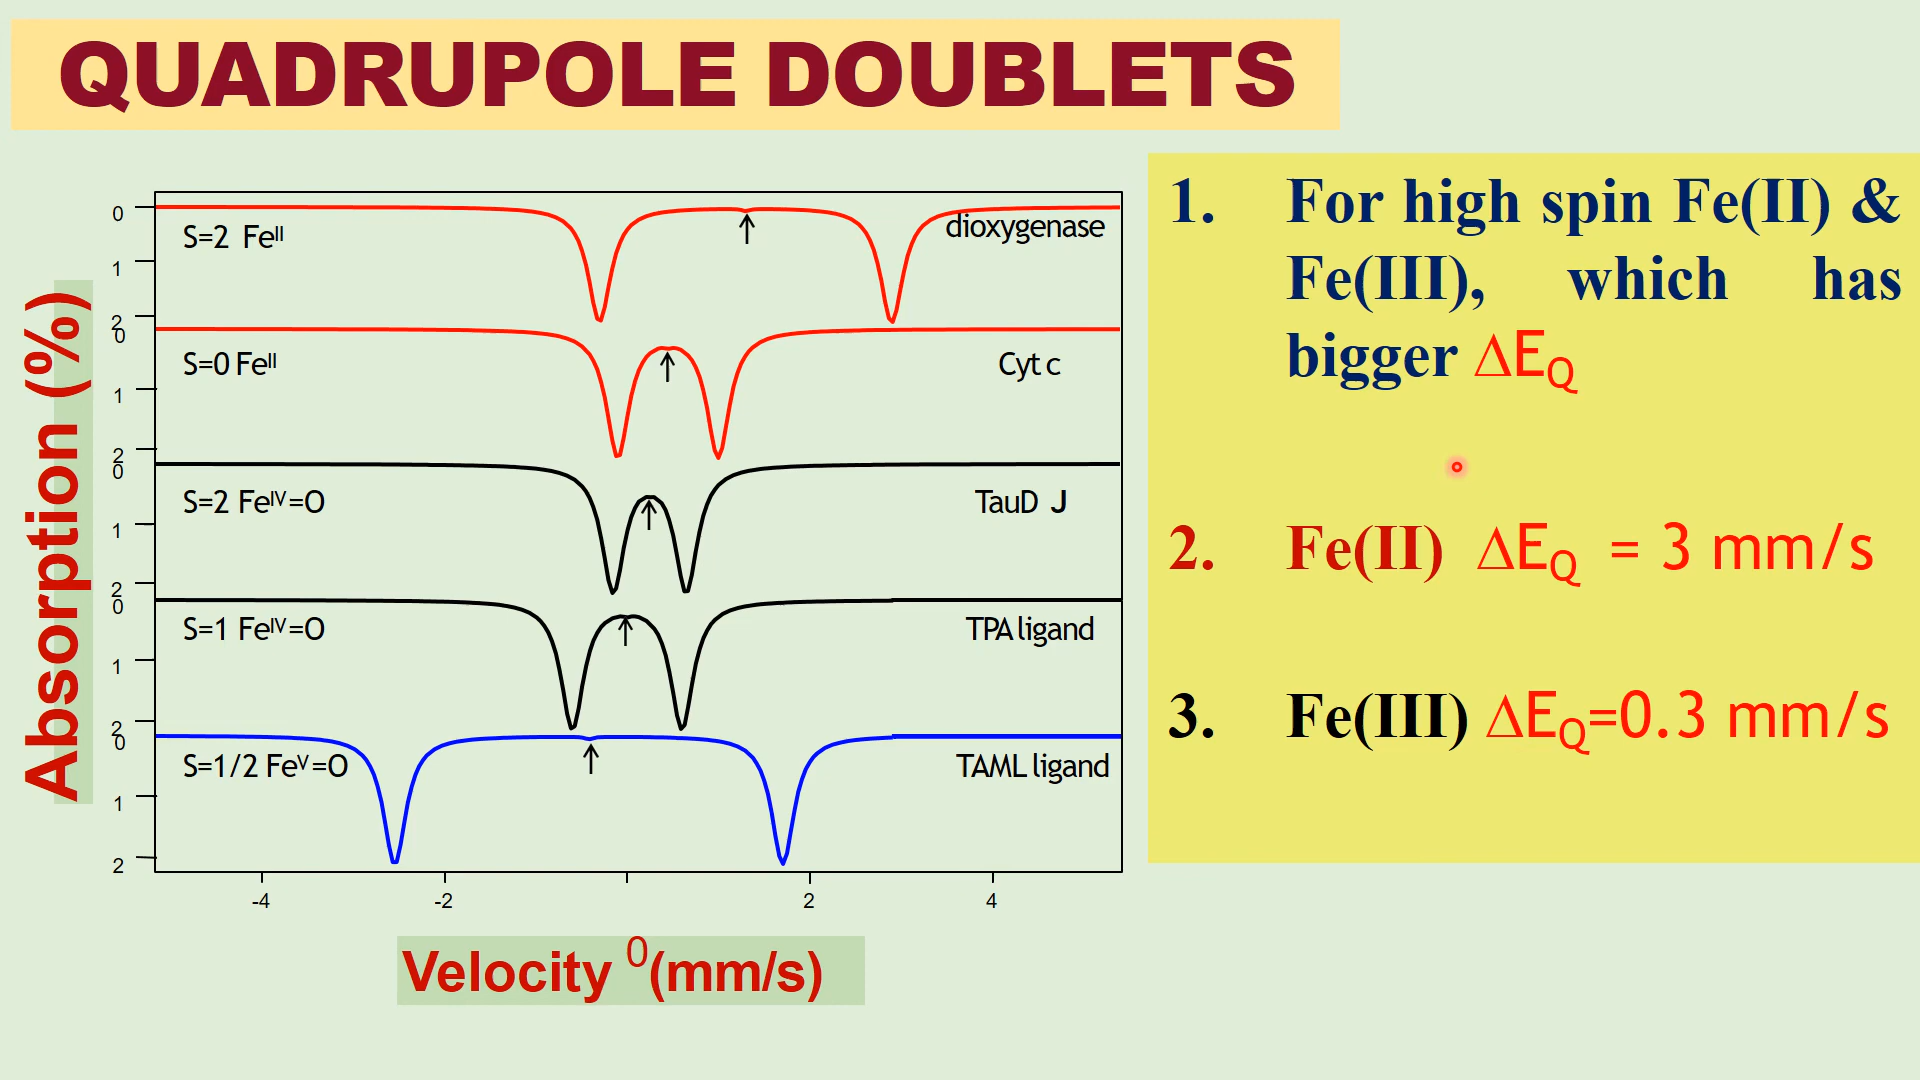 QUADRUPOLE DOUBLETS
Absorption (%)
0
1
2
S=2 Feᴵᴵ
dioxygenase
0
1
2
S=0 Feᴵᴵ
Cyt c
0
1
2
S=2 Feᴵⱽ=O
TauD J
0
1
2
S=1 Feᴵⱽ=O
TPA ligand
0
1
2
S=1/2 Feⱽ=O
TAML ligand
-4 -2 2 4
Velocity ⁰(mm/s)
1. For high spin Fe(II) &
Fe(III), which has
bigger ΔE_Q
2. Fe(II) ΔE_Q = 3 mm/s
3. Fe(III) ΔE_Q=0.3 mm/s